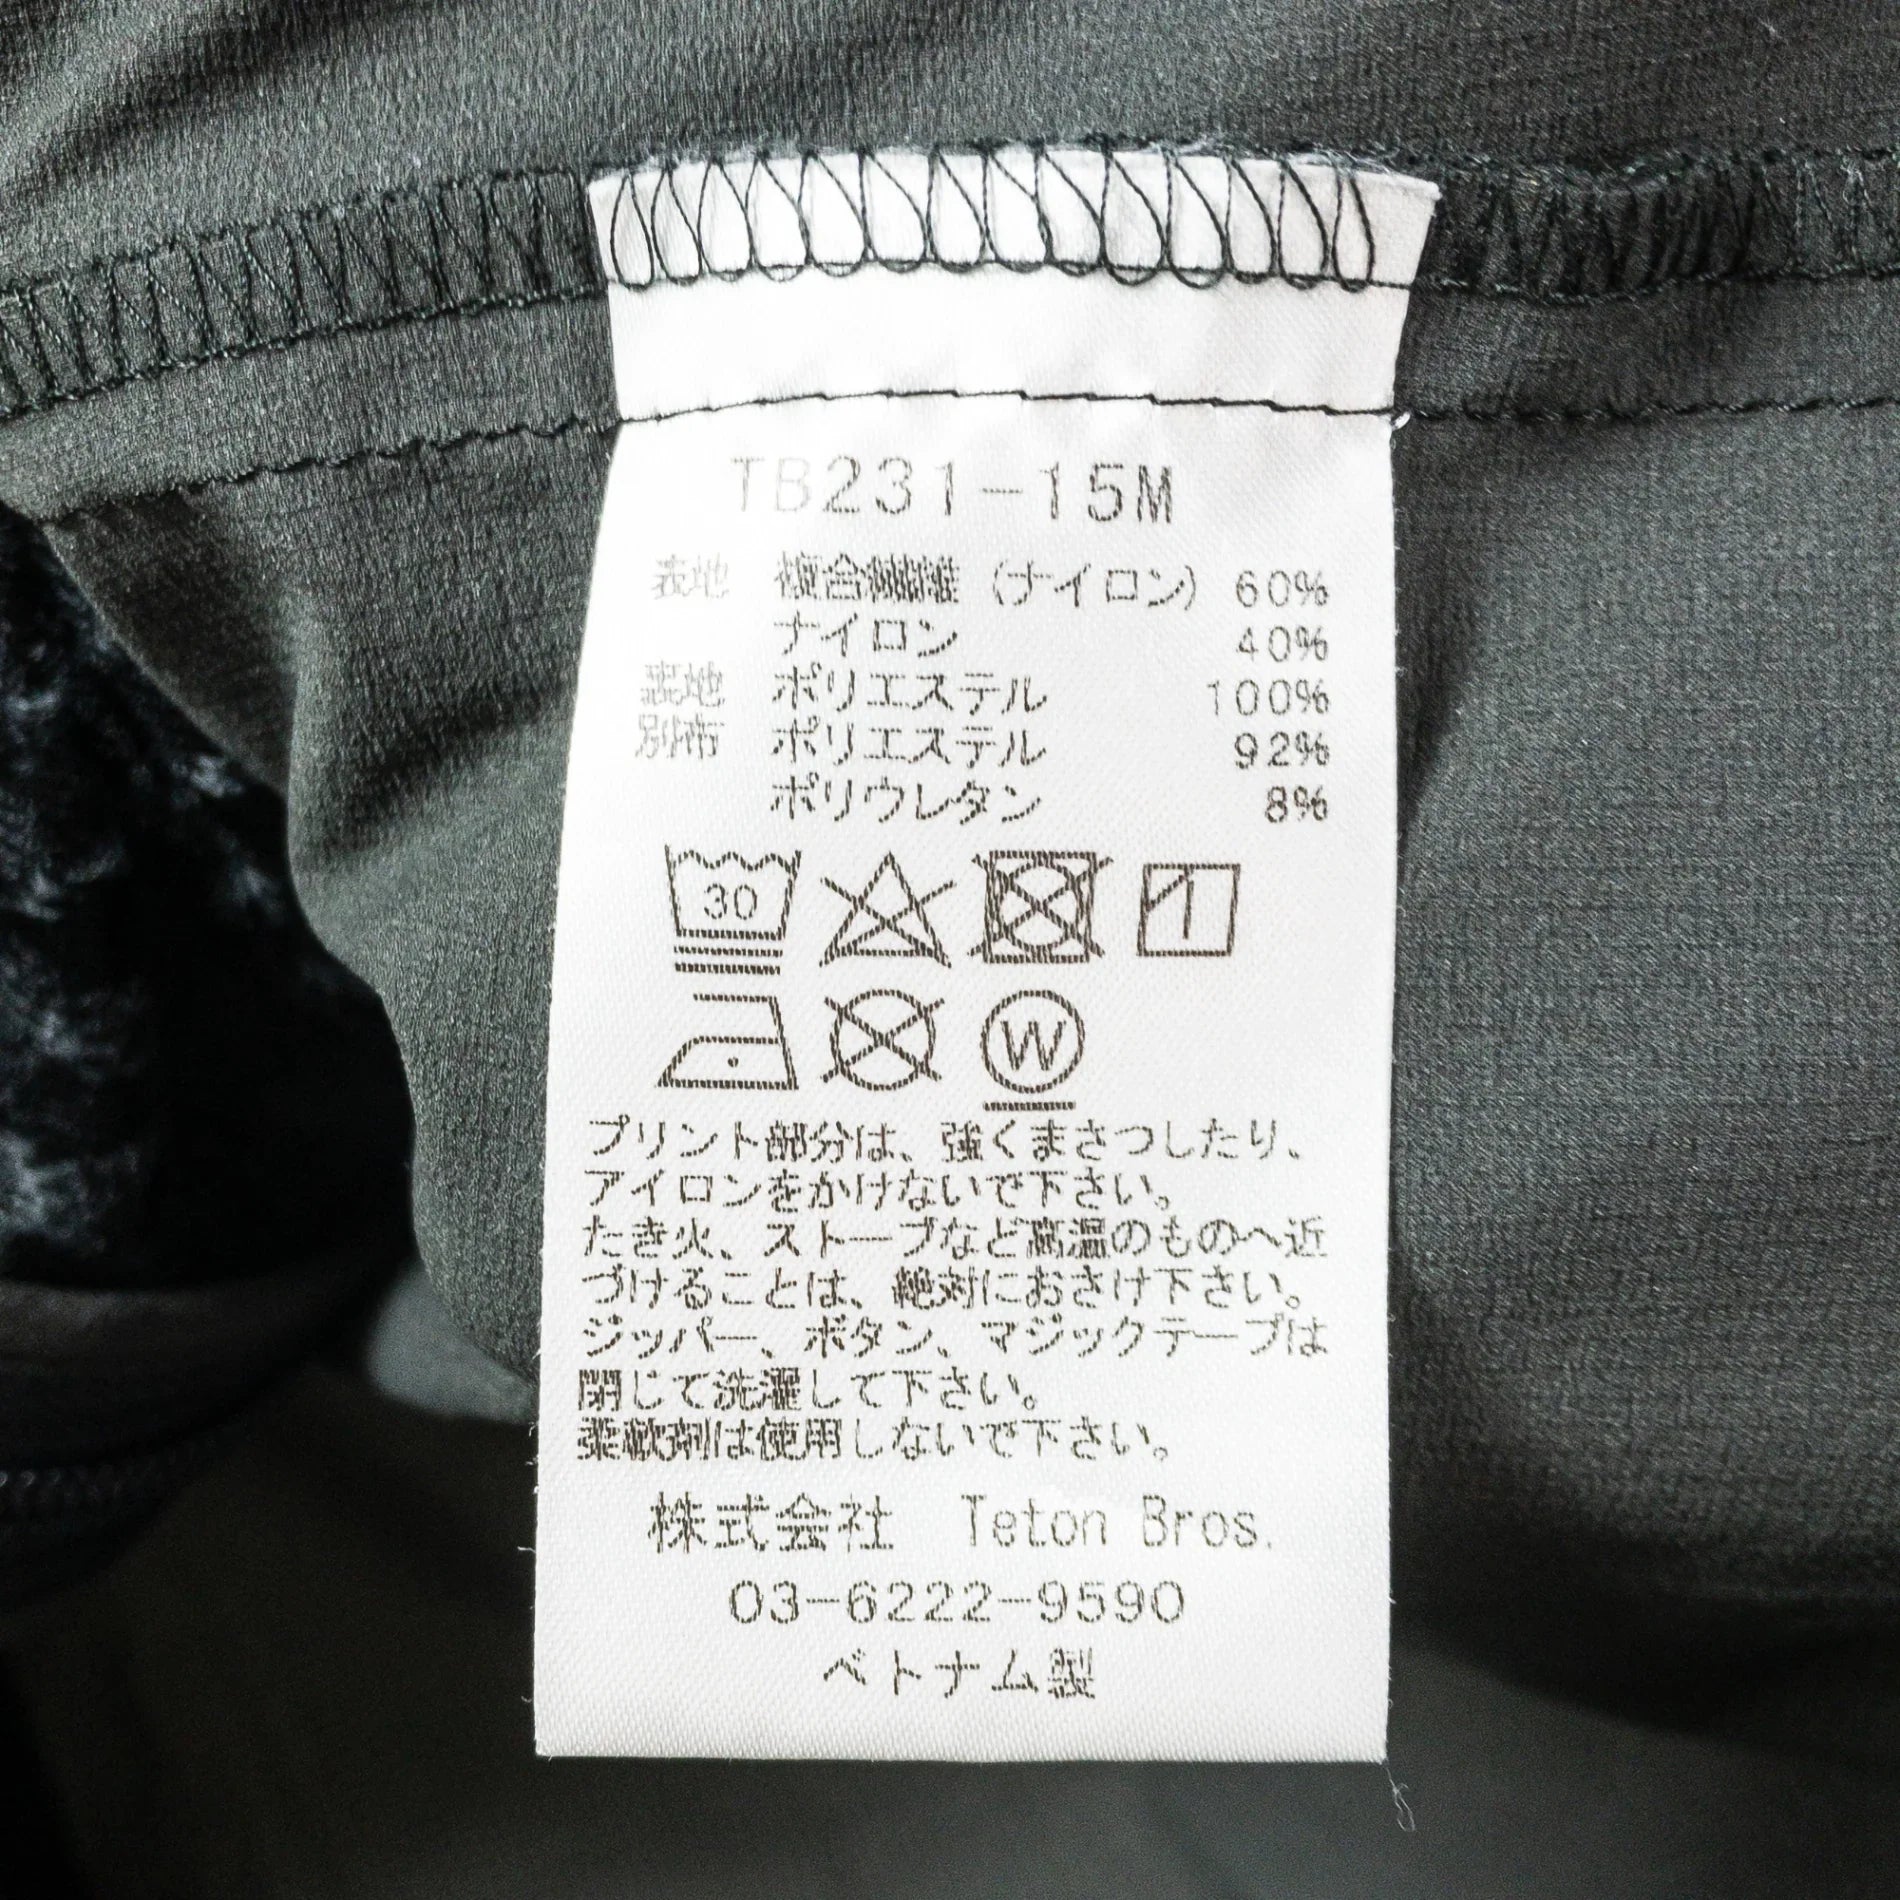 TB231-15M
表地 複合繊維 (ナイロン) 60%
ナイロン 40%
裏地 ポリエステル 100%
別布 ポリエステル 92%
ポリウレタン 8%
30
W
プリント部分は、強くまさつしたり、
アイロンをかけないで下さい。
たき火、ストーブなど高温のものへ近
づけることは、絶対におさけ下さい。
ジッパー、ボタン、マジックテープは
閉じて洗濯して下さい。
柔軟剤は使用しないで下さい。
株式会社 Teton Bros.
03-6222-9590
ベトナム製